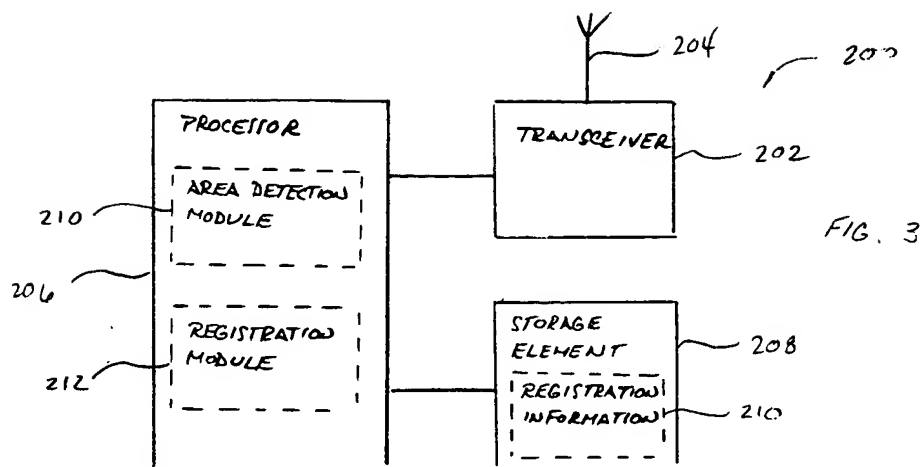 204
200
PROCESSOR
TRANSCEIVER
202
AREA DETECTION
MODULE
210
FIG. 3
206
STORAGE
ELEMENT
208
REGISTRATION
MODULE
212
REGISTRATION
INFORMATION
210